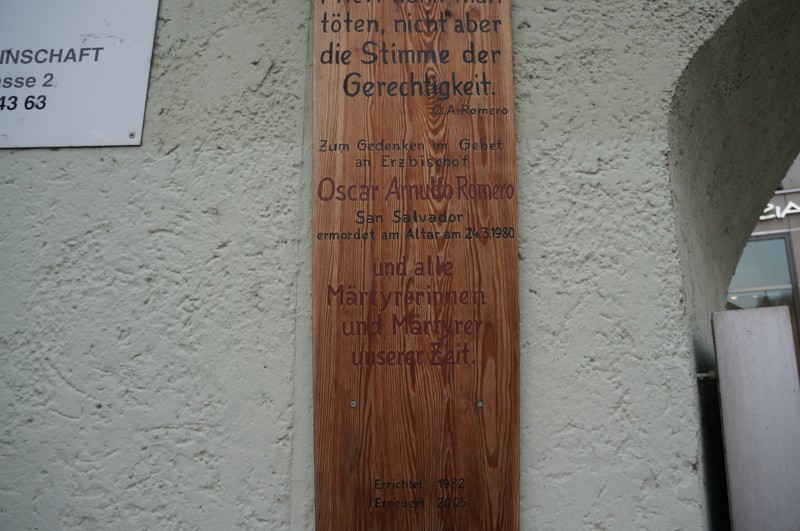 INSCHAFT
sse 2
43 63
töten, nicht aber
die Stimme der
Gerechtigkeit.
O.A. Romero
Zum Gedenken im Gebet
an Erzbischof
Oscar Arnulfo Romero
San Salvador
ermordet am Altar am 24.3.1980
und alle
Märtyrerinnen
und Märtyrer
unserer Zeit.
Errichtet 1982
Erneuert 2005